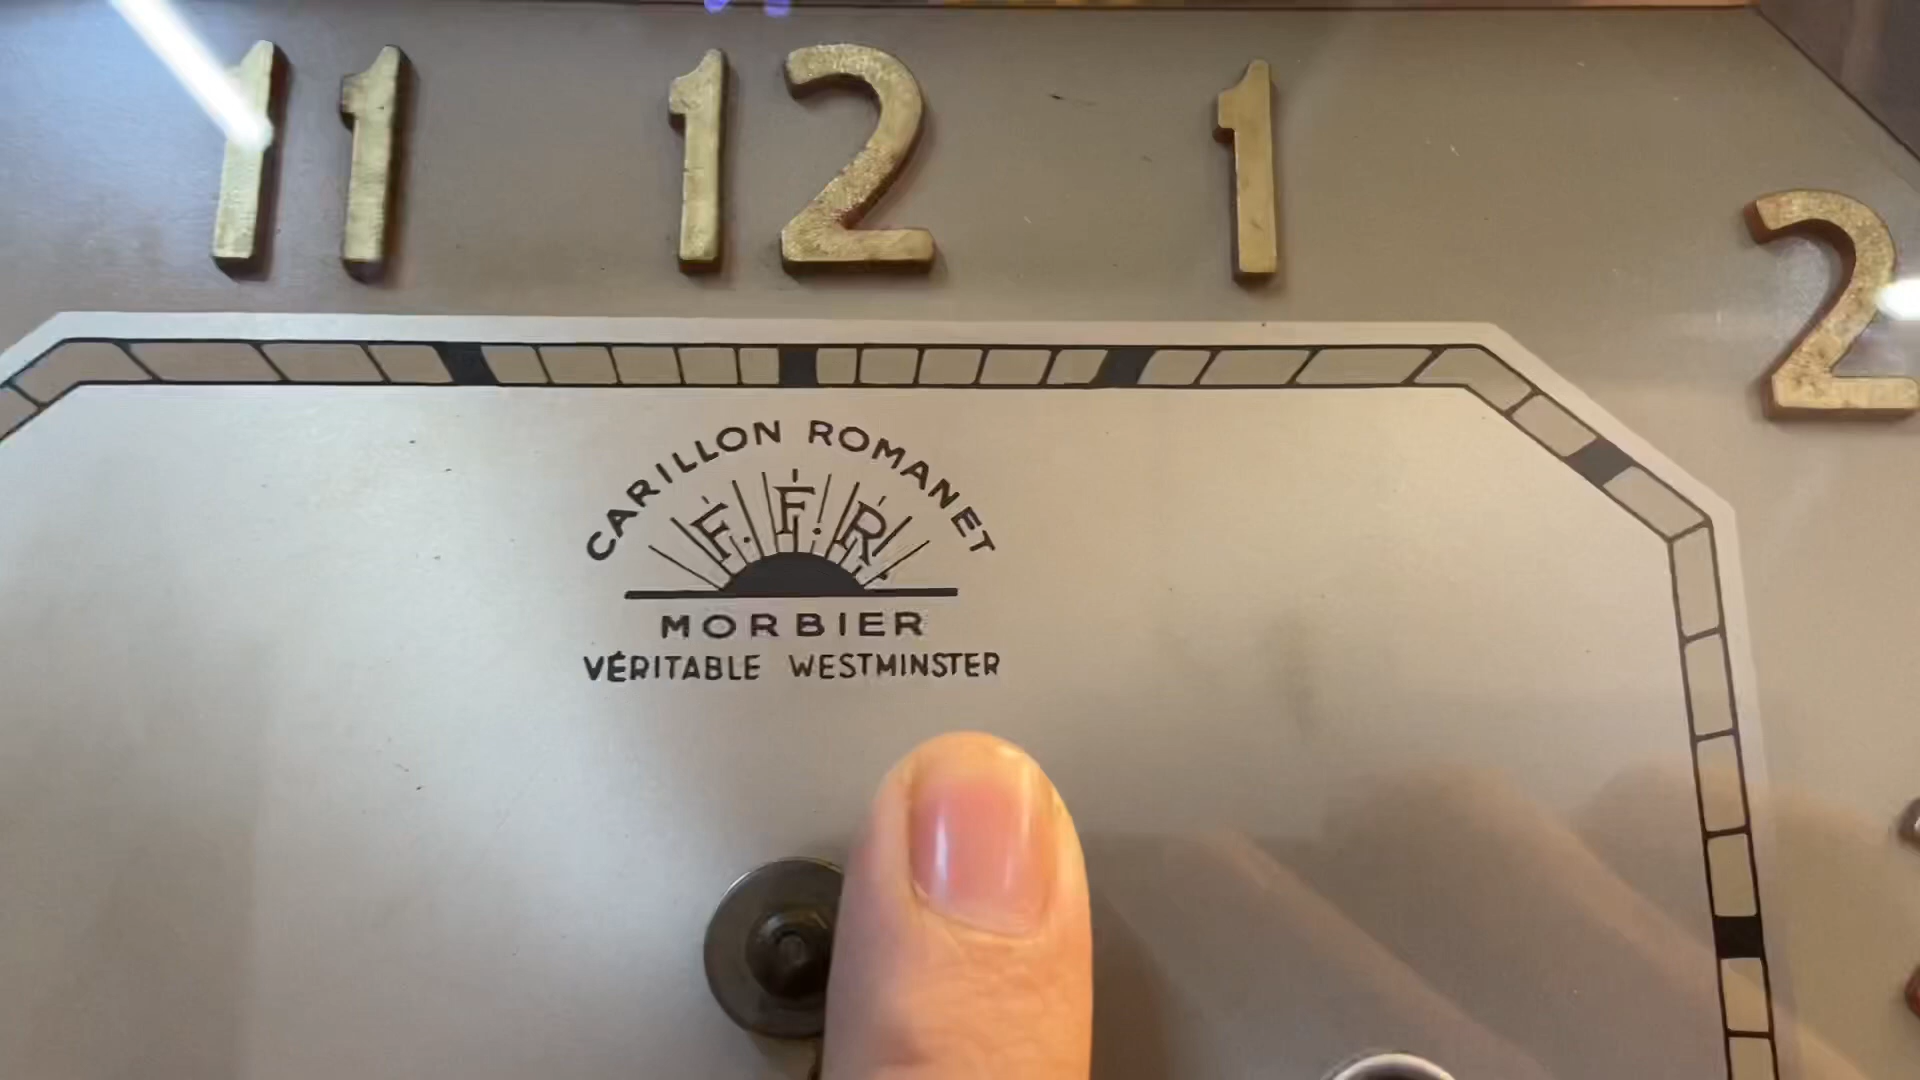 11 12 1
2
CARILLON ROMANET
F. F. R.
MORBIER
VÉRITABLE WESTMINSTER